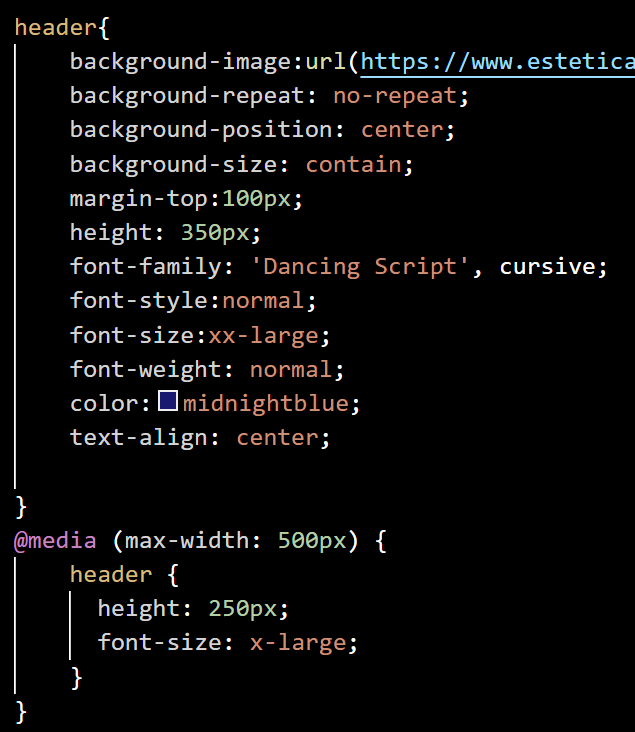 header{
background-image:url(https://www.estetica
background-repeat: no-repeat;
background-position: center;
background-size: contain;
margin-top:100px;
height: 350px;
font-family: 'Dancing Script', cursive;
font-style:normal;
font-size:xx-large;
font-weight: normal;
color:midnightblue;
text-align: center;
}
@media (max-width: 500px) {
header {
height: 250px;
font-size: x-large;
}
}